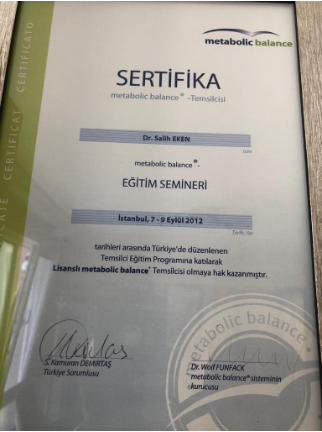 metabolic balance
CERTIFICATO
CERTIFICAT
SERTİFİKA
metabolic balance® -Temsilcisi
Dr. Salih EKEN
metabolic balance®-
EĞİTİM SEMİNERİ
İstanbul, 7 - 9 Eylül 2012
tarihleri arasında Türkiye'de düzenlenen
Temsilci Eğitim Programına katılarak
Lisanslı metabolic balance® Temsilcisi olmaya hak kazanmıştır.
S. Kamuran DEMİRTAŞ
Türkiye Sorumlusu
Dr. Wolf FUNFACK
metabolic balance® sisteminin
kurucusu
metabolic balance